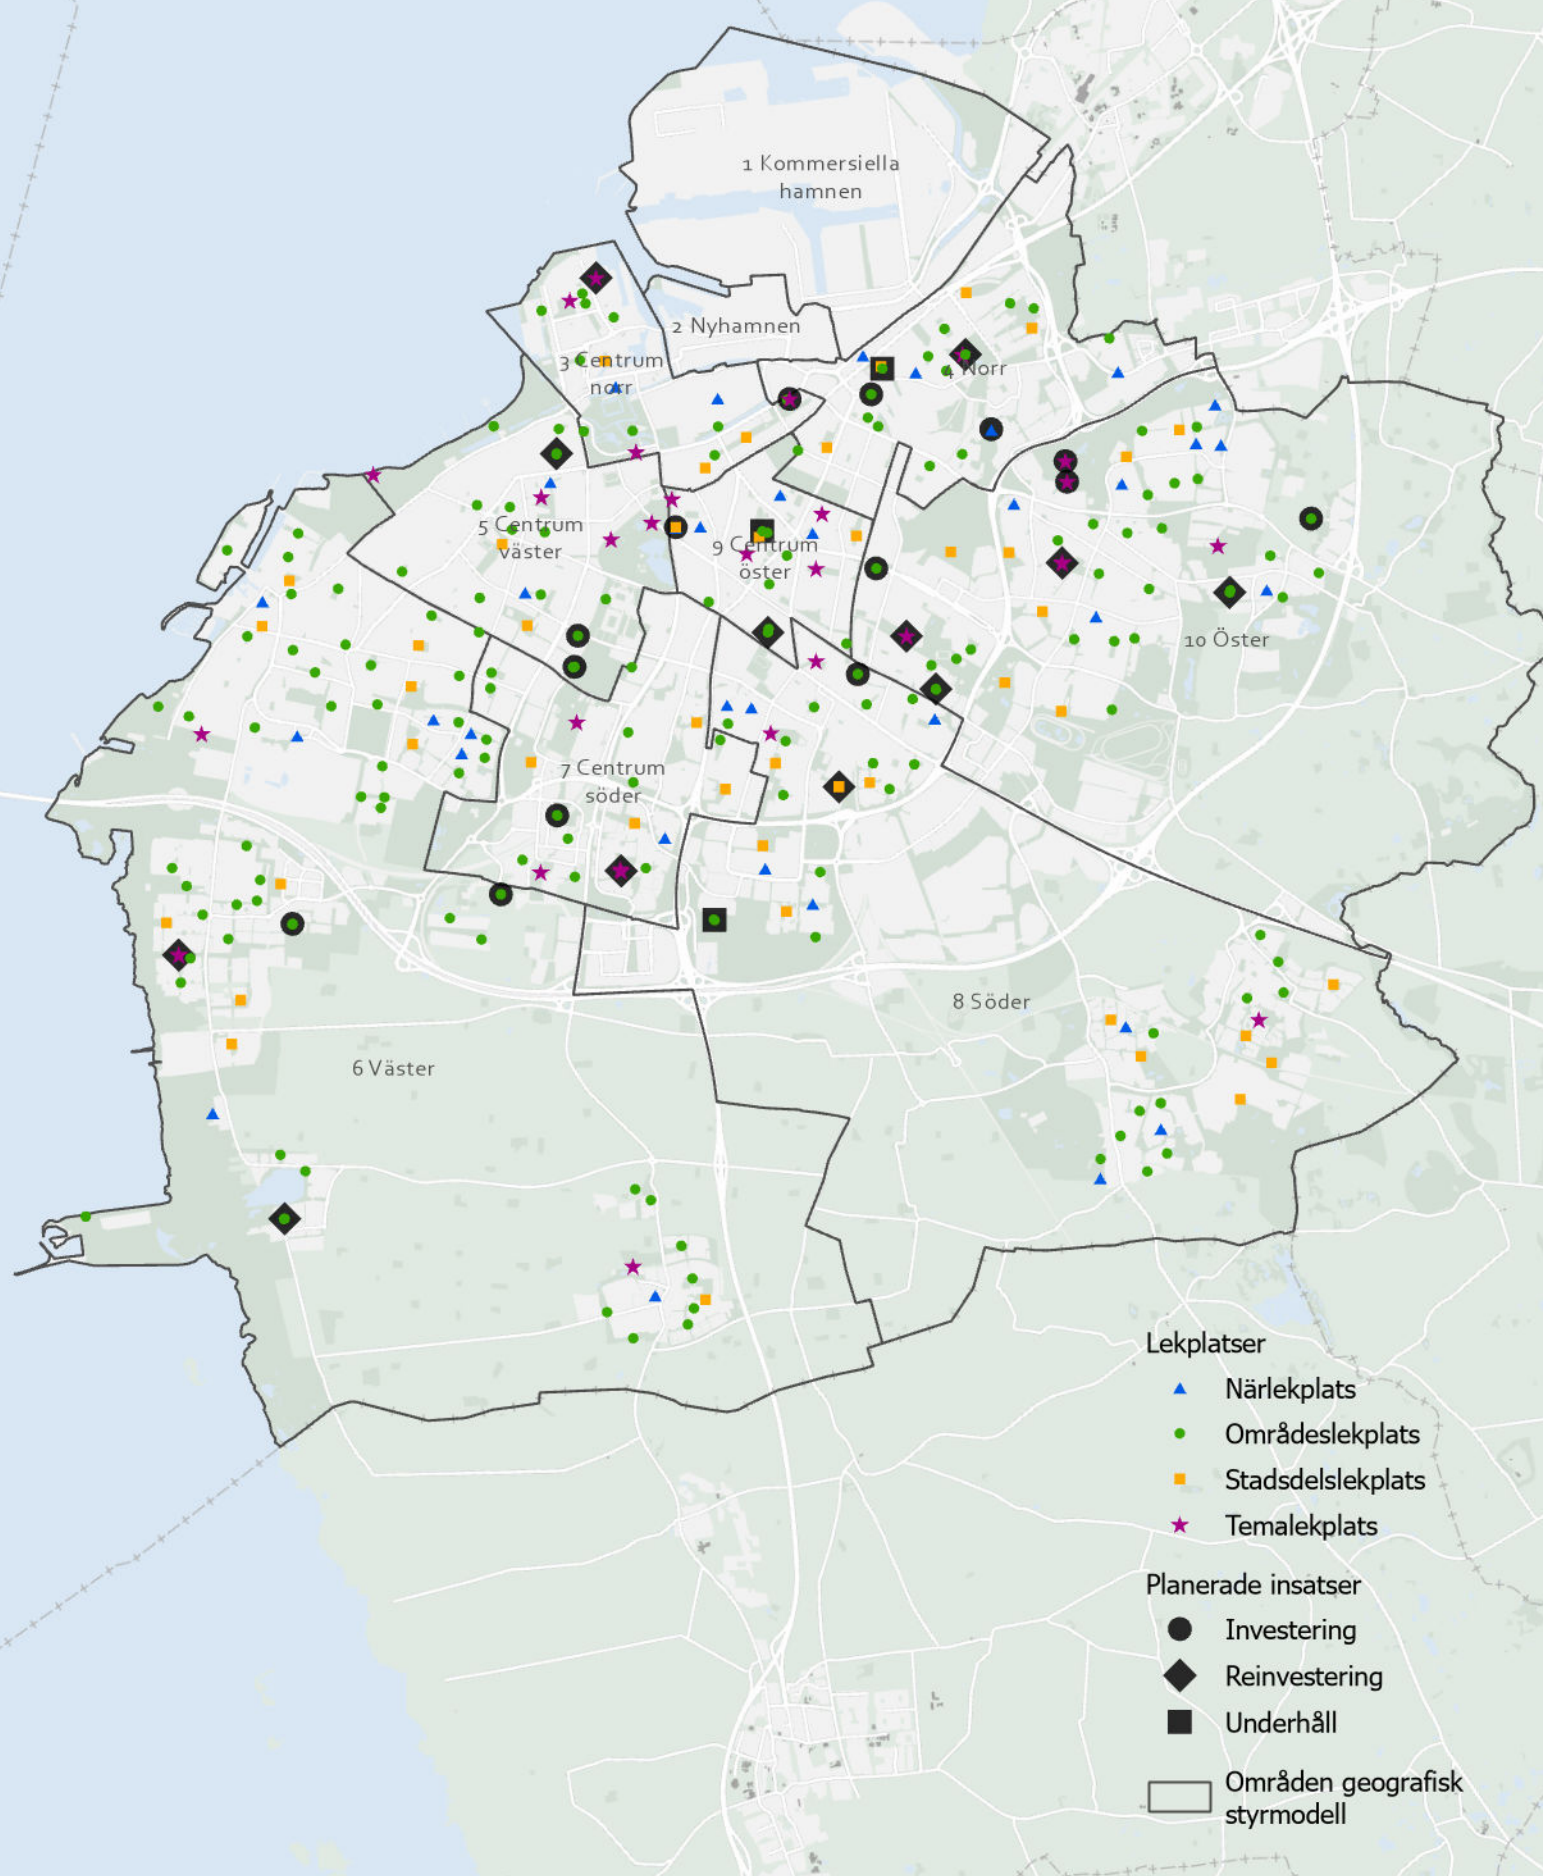 1 Kommersiella
hamnen
2 Nyhamnen
3 Centrum
norr
4 Norr
5 Centrum
väster
9 Centrum
öster
10 Öster
7 Centrum
söder
8 Söder
6 Väster
Lekplatser
Närlekplats
Områdeslekplats
Stadsdelslekplats
Temalekplats
Planerade insatser
Investering
Reinvestering
Underhåll
Områden geografisk
styrmodell